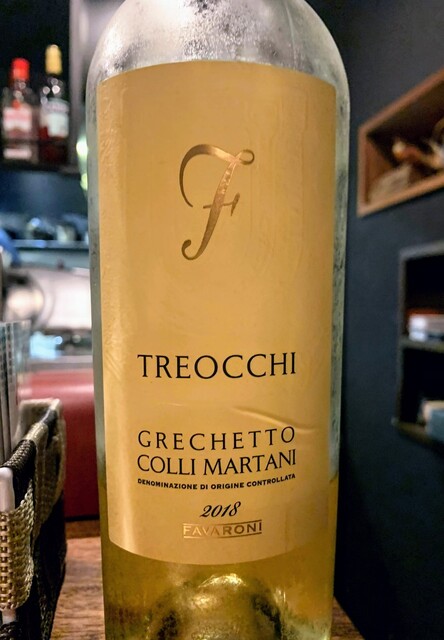 F
TREOCCHI
GRECHETTO
COLLI MARTANI
DENOMINAZIONE DI ORIGINE CONTROLLATA
2018
FAVARONI